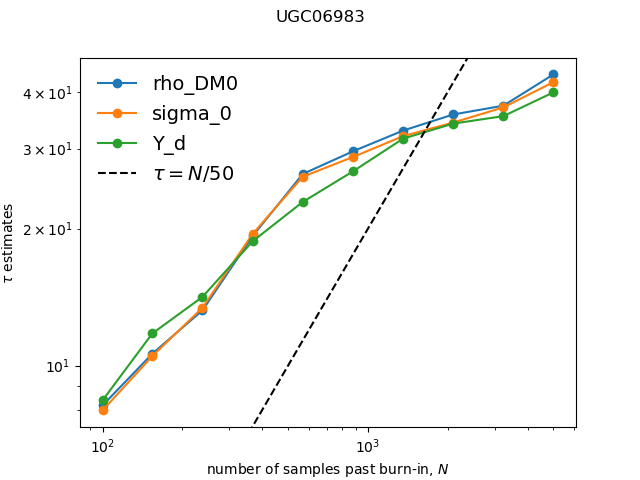 UGC06983
rho_DM0
sigma_0
Y_d
τ = N/50
4 × 10¹
3 × 10¹
2 × 10¹
10¹
τ estimates
10² 10³
number of samples past burn-in, N